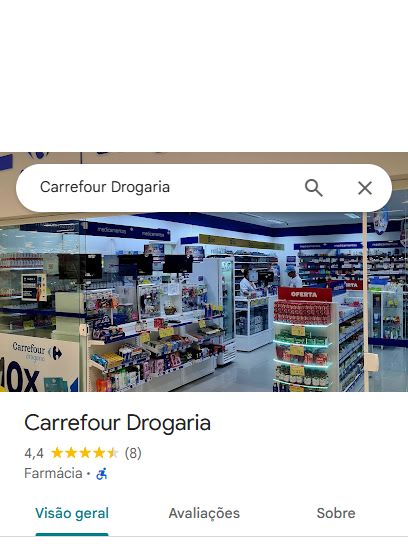 Carrefour Drogaria
medicamentos
medicamentos
medicamentos
OFERTA
Carrefour
drogaria
10X
Carrefour Drogaria
4,4 (8)
Farmácia ·
Visão geral
Avaliações
Sobre